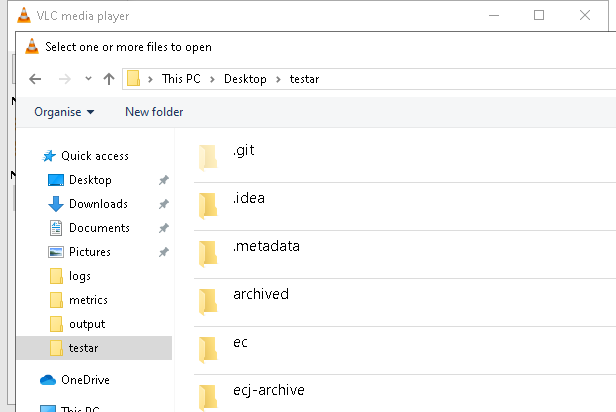 VLC media player
Select one or more files to open
This PC > Desktop > testar
Organise New folder
Quick access
Desktop
Downloads
Documents
Pictures
logs
metrics
output
testar
OneDrive
This PC
.git
.idea
.metadata
archived
ec
ecj-archive